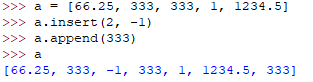 >>> a = [66.25, 333, 333, 1, 1234.5]
>>> a.insert(2, -1)
>>> a.append(333)
>>> a
[66.25, 333, -1, 333, 1, 1234.5, 333]